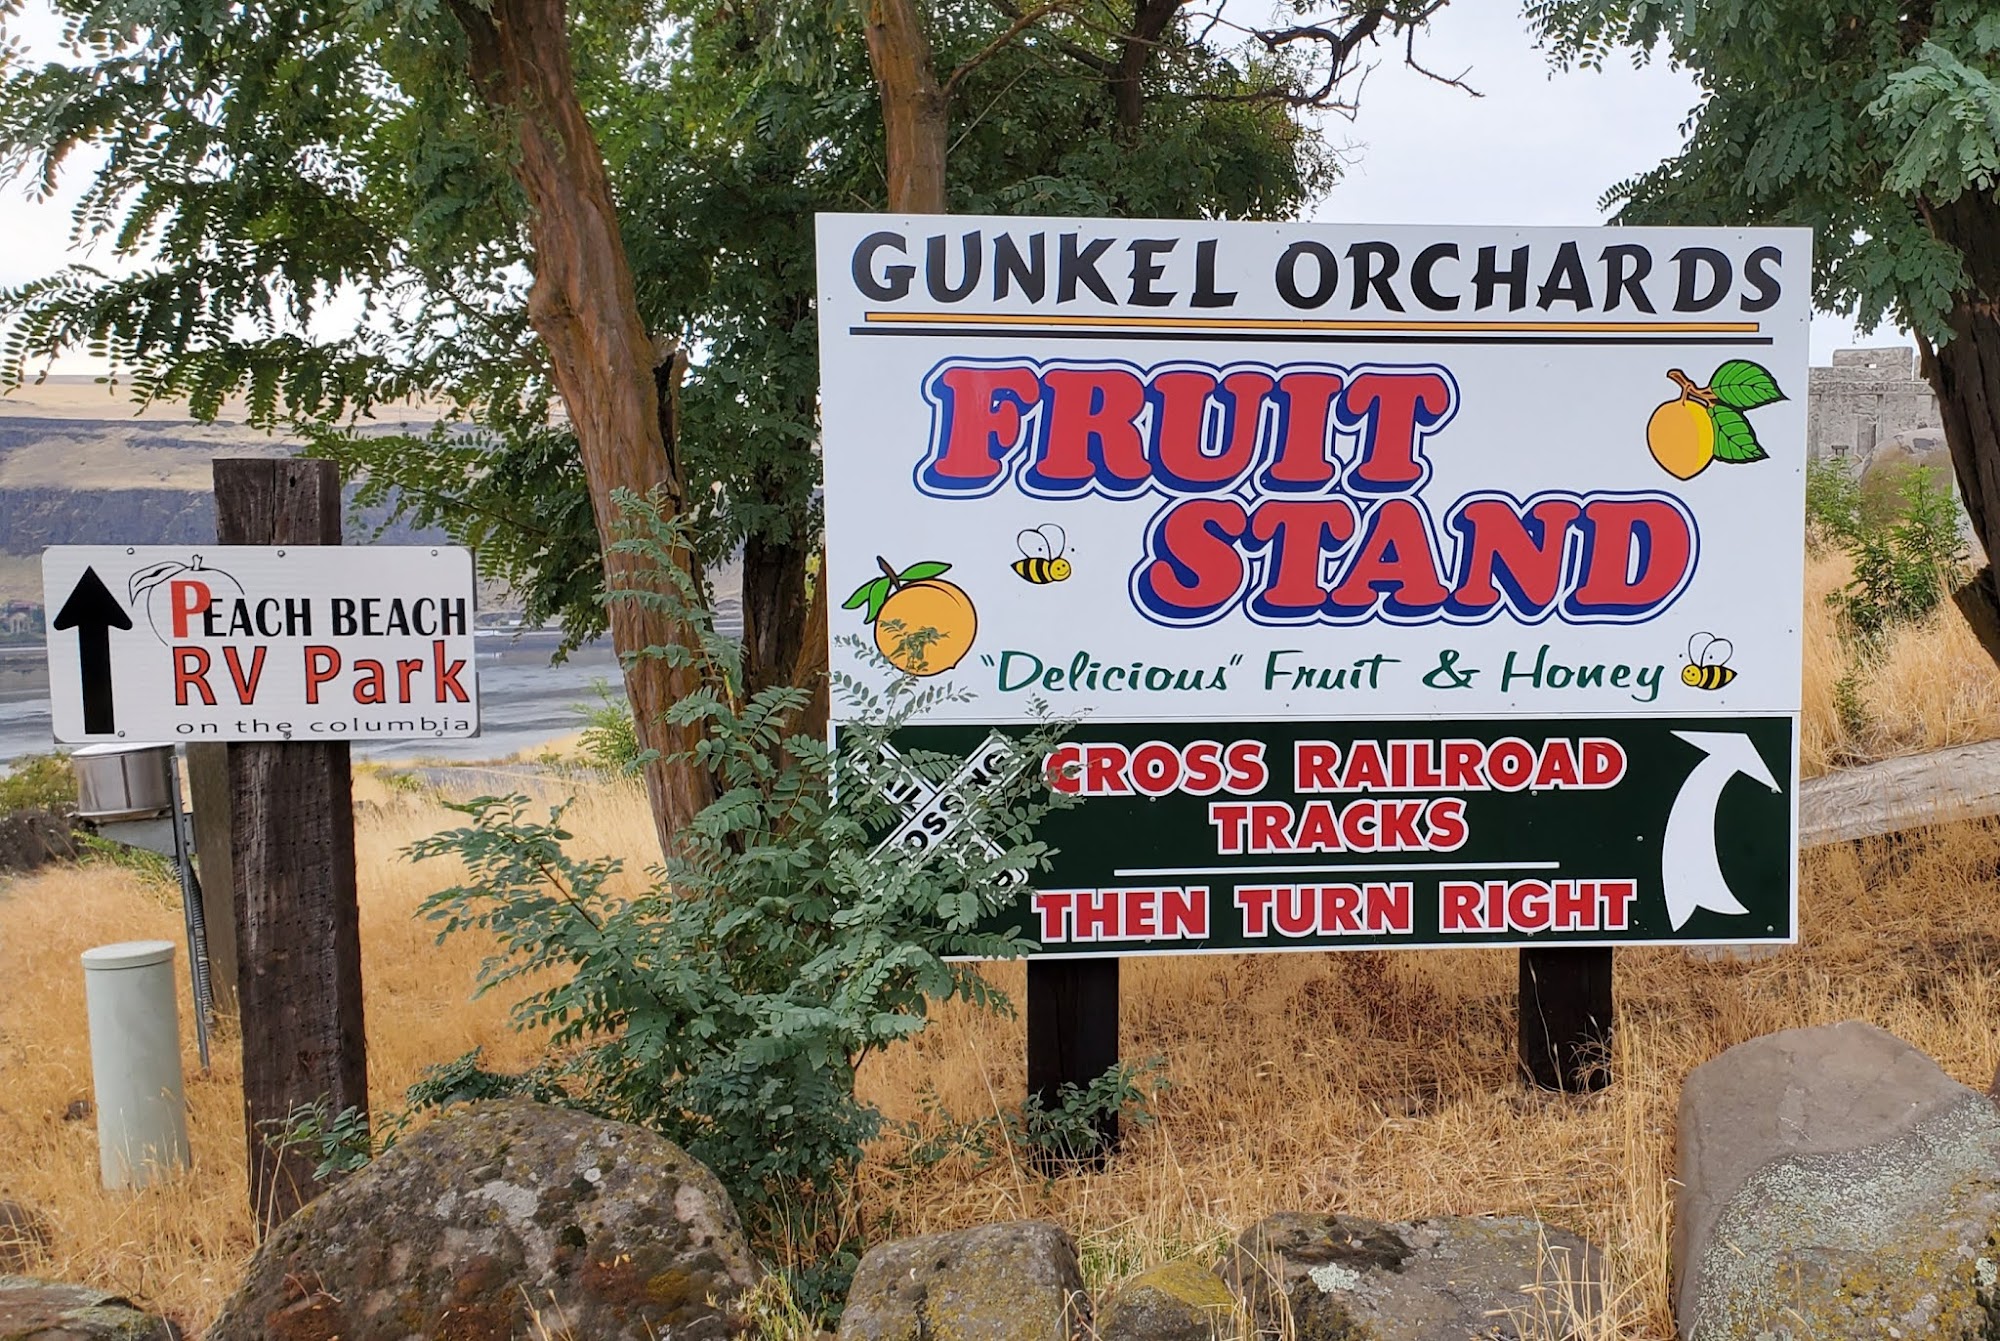 PEACH BEACH
RV Park
on the columbia
GUNKEL ORCHARDS
FRUIT
STAND
"Delicious" Fruit & Honey
CROSS RAILROAD
TRACKS
THEN TURN RIGHT